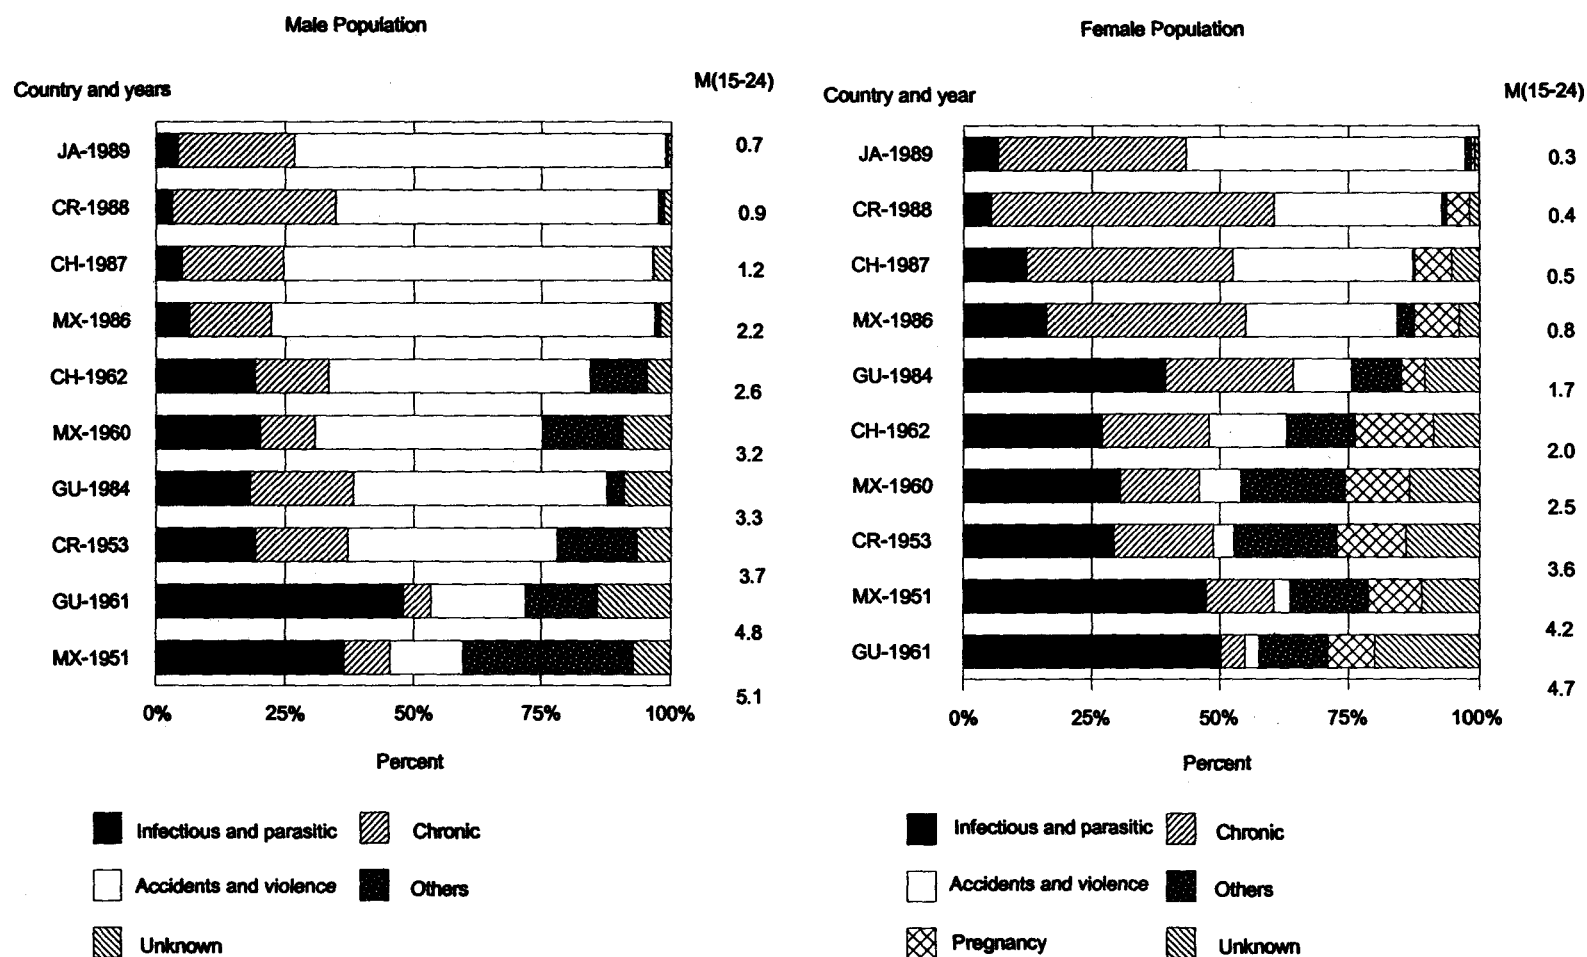 Male Population
Country and years
M(15-24)
JA-1989
0.7
CR-1988
0.9
CH-1987
1.2
MX-1986
2.2
CH-1962
2.6
MX-1960
3.2
GU-1984
3.3
CR-1953
3.7
GU-1961
4.8
MX-1951
5.1
0% 25% 50% 75% 100%
Percent
Infectious and parasitic Chronic
Accidents and violence Others
Unknown
Female Population
Country and year
M(15-24)
JA-1989
0.3
CR-1988
0.4
CH-1987
0.5
MX-1986
0.8
GU-1984
1.7
CH-1962
2.0
MX-1960
2.5
CR-1953
3.6
MX-1951
4.2
GU-1961
4.7
0% 25% 50% 75% 100%
Percent
Infectious and parasitic Chronic
Accidents and violence Others
Pregnancy Unknown